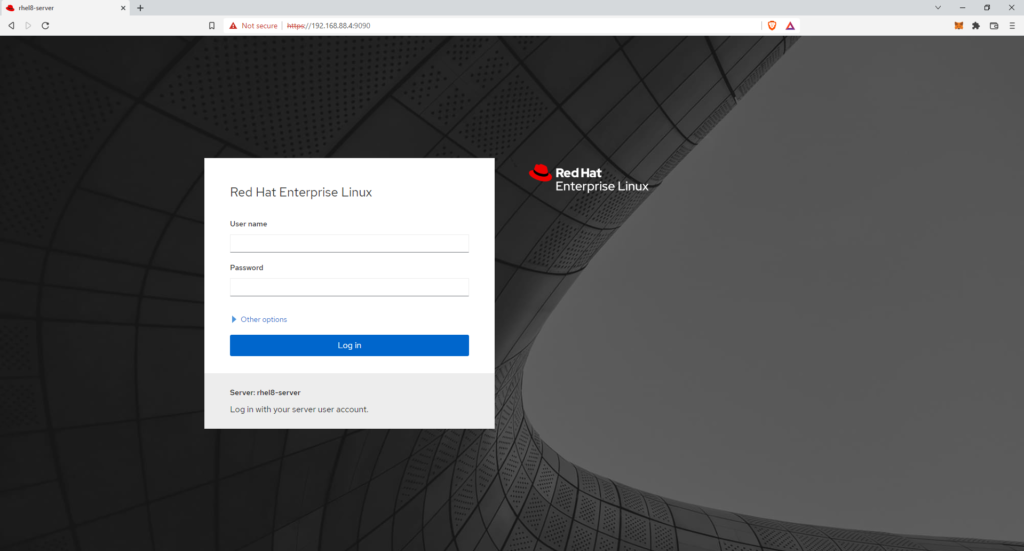 rhel8-server
Not secure
https://192.168.88.4:9090
Red Hat Enterprise Linux
User name
Password
Other options
Log in
Server: rhel8-server
Log in with your server user account.
Red Hat
Enterprise Linux